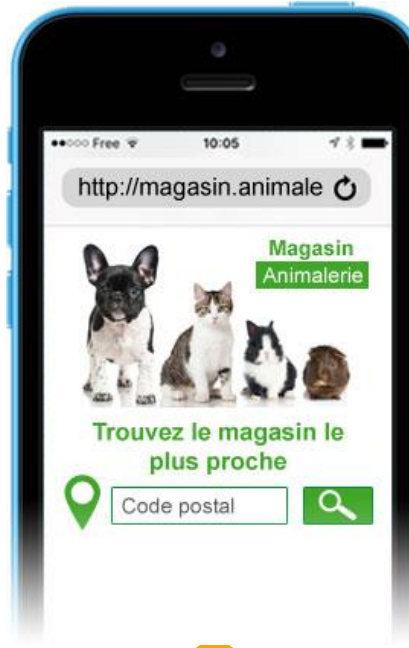 Free 10:05
http://magasin.animale
Magasin
Animalerie
Trouvez le magasin le
plus proche
Code postal